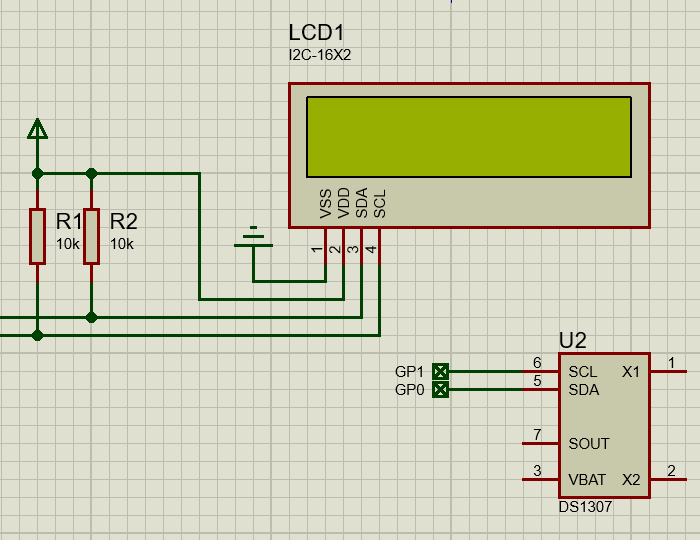 LCD1
I2C-16X2
VSS
VDD
SDA
SCL
1
2
3
4
R1
10k
R2
10k
U2
GP1
GP0
6
5
7
3
SCL
SDA
SOUT
VBAT
X1
X2
1
2
DS1307